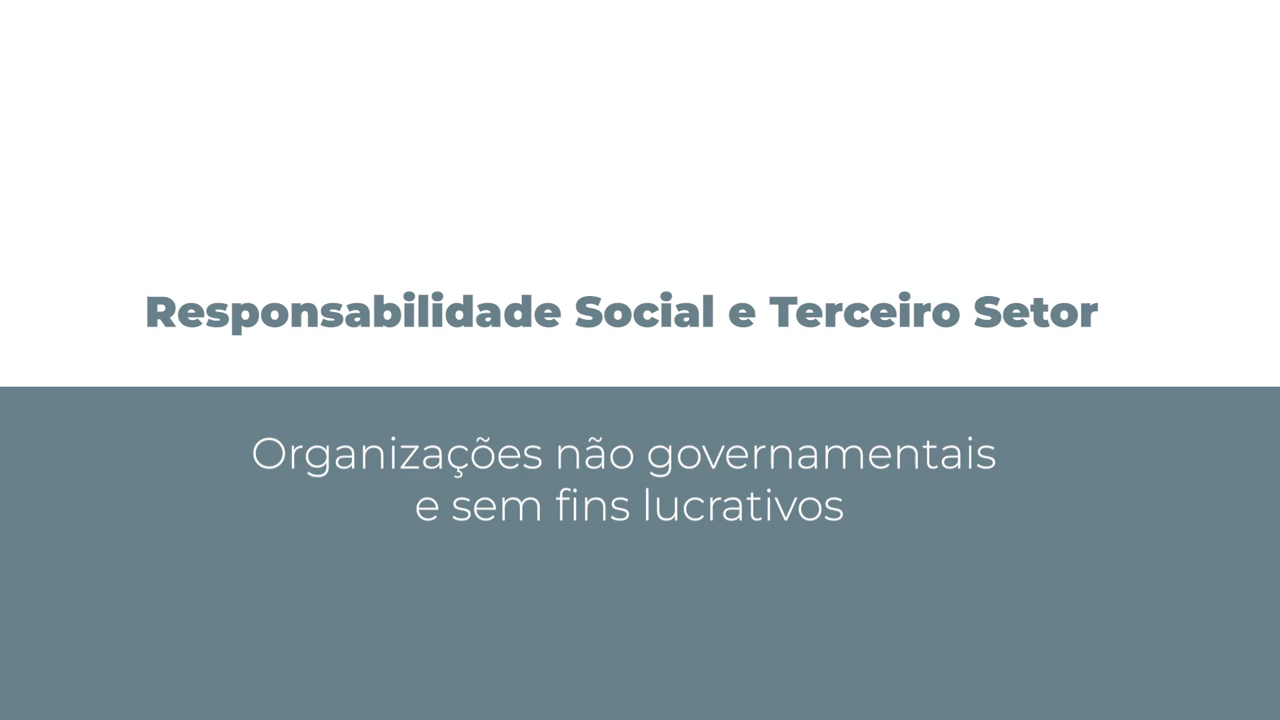 Responsabilidade Social e Terceiro Setor
Organizações não governamentais
e sem fins lucrativos